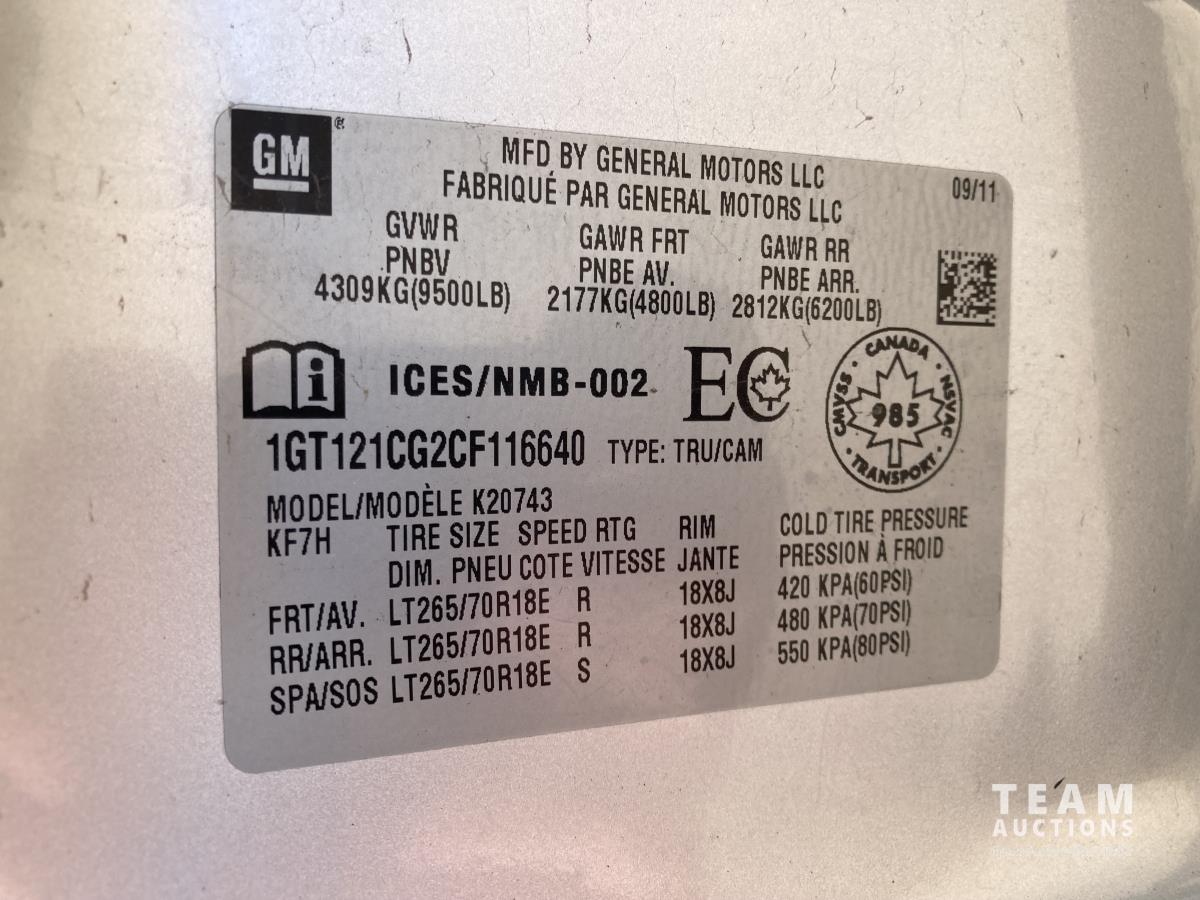 GM
MFD BY GENERAL MOTORS LLC
FABRIQUÉ PAR GENERAL MOTORS LLC
09/11
GVWR GAWR FRT GAWR RR
PNBV PNBE AV. PNBE ARR.
4309KG(9500LB) 2177KG(4800LB) 2812KG(6200LB)
i ICES/NMB-002 EC
CANADA
CMVSS NSVAC
985
TRANSPORT
1GT121CG2CF116640 TYPE: TRU/CAM
MODEL/MODÈLE K20743
KF7H TIRE SIZE SPEED RTG RIM COLD TIRE PRESSURE
DIM. PNEU COTE VITESSE JANTE PRESSION À FROID
FRT/AV. LT265/70R18E R 18X8J 420 KPA(60PSI)
RR/ARR. LT265/70R18E R 18X8J 480 KPA(70PSI)
SPA/SOS LT265/70R18E S 18X8J 550 KPA(80PSI)
TEAM
AUCTIONS